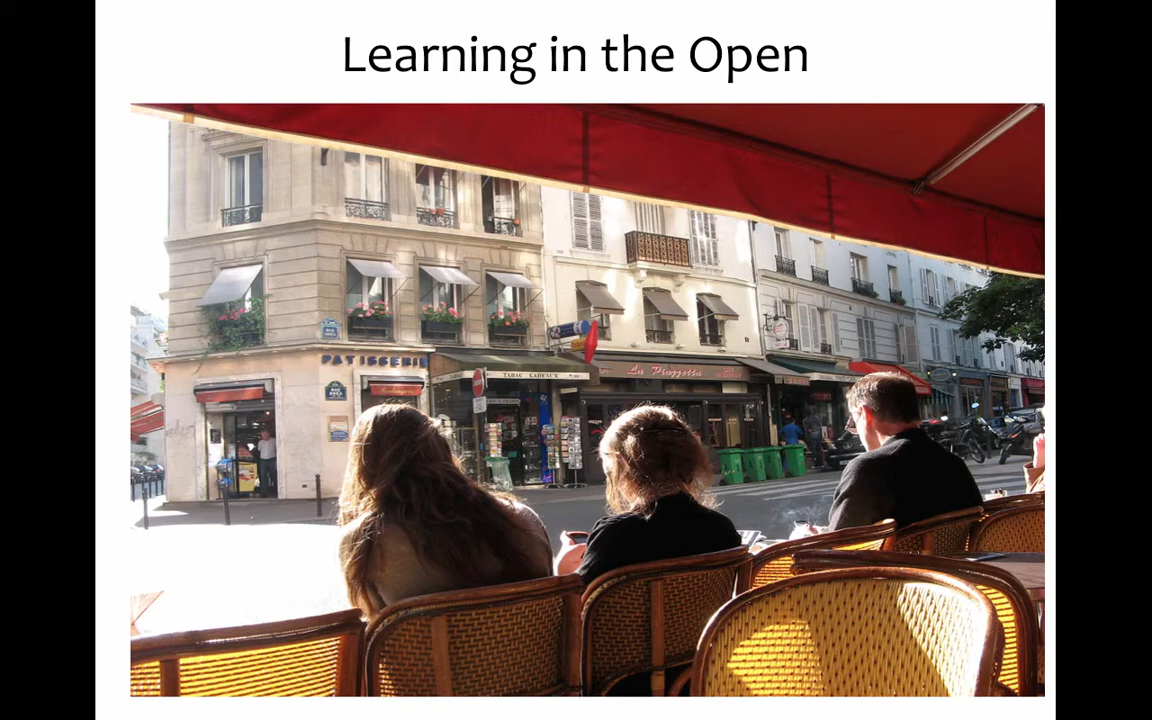 Learning in the Open
PATISSERIE
TABAC CADEAUX
La Piazzetta